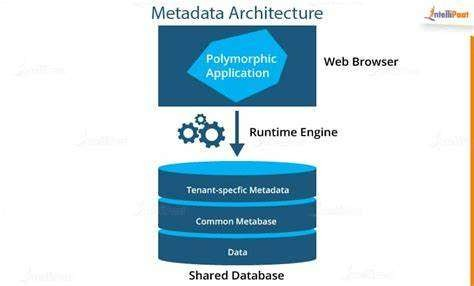 Metadata Architecture
IntelliPaat
Polymorphic
Application
Web Browser
Runtime Engine
Tenant-specfic Metadata
Common Metabase
Data
Shared Database